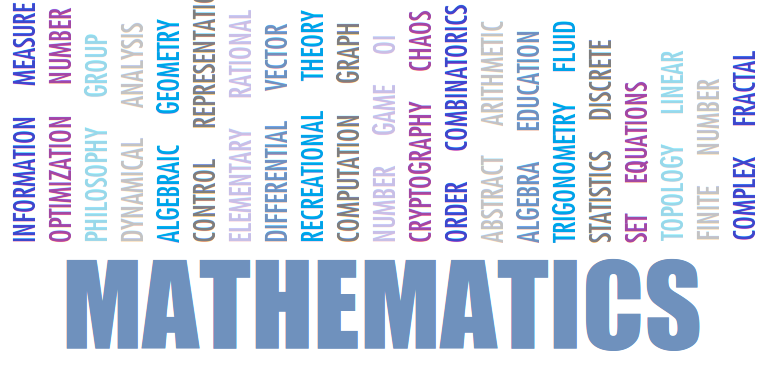 INFORMATION MEASURE
OPTIMIZATION NUMBER
PHILOSOPHY GROUP
DYNAMICAL ANALYSIS
ALGEBRAIC GEOMETRY
CONTROL REPRESENTATIO
ELEMENTARY RATIONAL
DIFFERENTIAL VECTOR
RECREATIONAL THEORY
COMPUTATION GRAPH
NUMBER GAME OI
CRYPTOGRAPHY CHAOS
ORDER COMBINATORICS
ABSTRACT ARITHMETIC
ALGEBRA EDUCATION
TRIGONOMETRY FLUID
STATISTICS DISCRETE
SET EQUATIONS
TOPOLOGY LINEAR
FINITE NUMBER
COMPLEX FRACTAL
MATHEMATICS